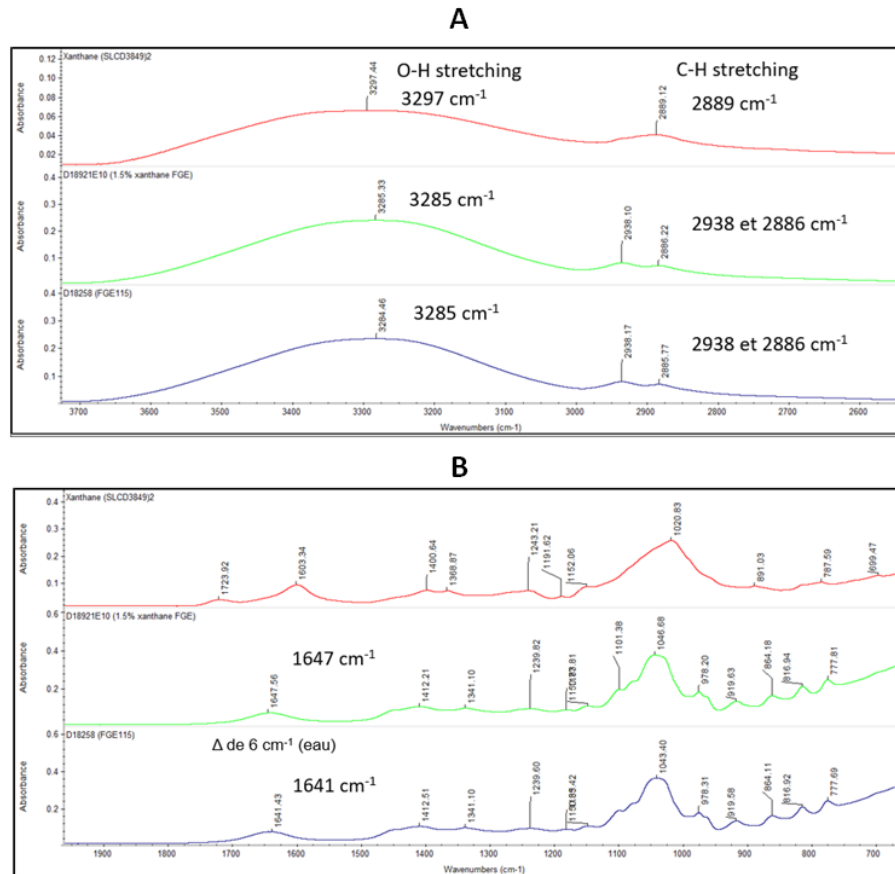 A
Xanthane (SLCD3849)2
O-H stretching
C-H stretching
3297 cm-1
2889 cm-1
3297.44
2889.12
Absorbance
0.12
0.10
0.08
0.06
0.04
0.02
D18921E10 (1.5% xanthane FGE)
3285 cm-1
2938 et 2886 cm-1
3285.33
2938.10
2886.22
Absorbance
0.4
0.3
0.2
0.1
D18258 (FGE115)
3285 cm-1
2938 et 2886 cm-1
3284.46
2938.17
2885.77
Absorbance
0.4
0.3
0.2
0.1
3700 3600 3500 3400 3300 3200 3100 3000 2900 2800 2700 2600
Wavenumbers (cm-1)
B
Xanthane (SLCD3849)2
1723.92
1603.34
1400.64
1368.87
1243.21
1191.62
1152.06
1020.83
891.03
787.59
699.47
Absorbance
0.4
0.3
0.2
0.1
D18921E10 (1.5% xanthane FGE)
1647 cm-1
1647.56
1412.21
1341.10
1239.82
1101.38
1046.68
978.20
919.63
864.18
816.94
777.81
Absorbance
0.6
0.4
0.2
D18258 (FGE115)
Δ de 6 cm-1 (eau)
1641 cm-1
1641.43
1412.51
1341.10
1239.60
1043.40
978.31
919.58
864.11
816.92
777.69
Absorbance
0.6
0.4
0.2
1900 1800 1700 1600 1500 1400 1300 1200 1100 1000 900 800 700
Wavenumbers (cm-1)